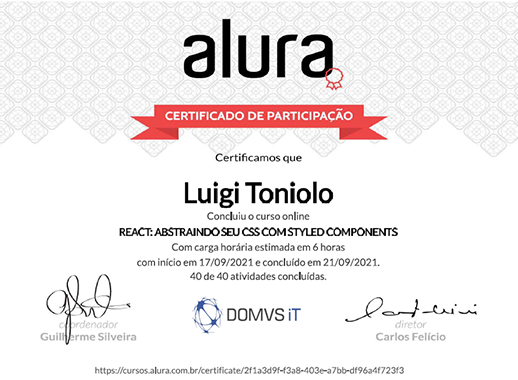 alura
CERTIFICADO DE PARTICIPAÇÃO
Certificamos que
Luigi Toniolo
Concluiu o curso online
REACT: ABSTRAINDO SEU CSS COM STYLED COMPONENTS
Com carga horária estimada em 6 horas
com início em 17/09/2021 e concluído em 21/09/2021.
40 de 40 atividades concluídas.
coordenador
Guilherme Silveira
DOMVS iT
diretor
Carlos Felício
https://cursos.alura.com.br/certificate/2f1a3d9f-f3a8-403e-a7bb-df96a4f723f3